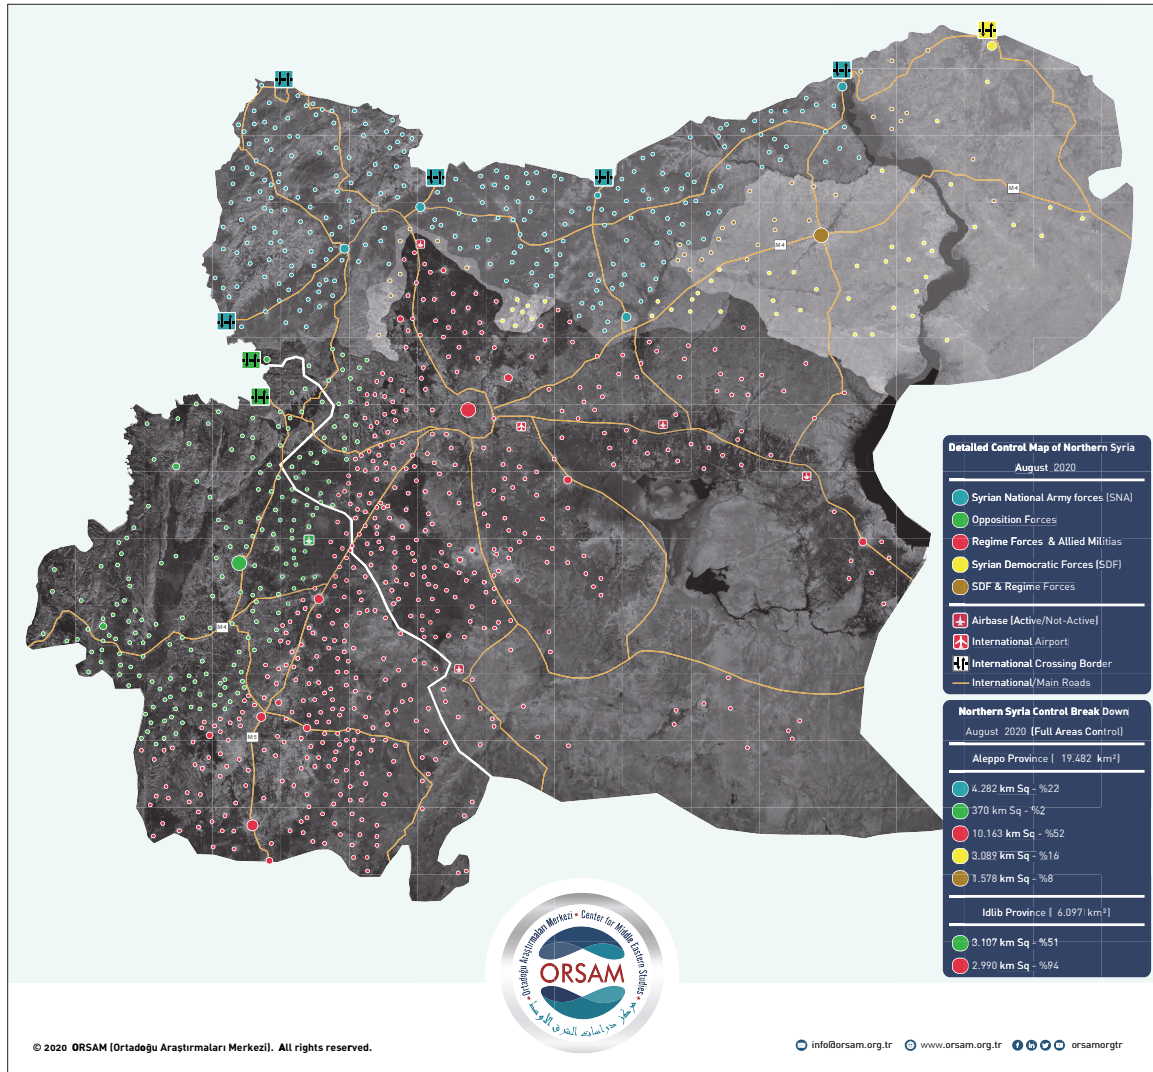 M4
M4
M4
M5
Detailed Control Map of Northern Syria
August 2020
Syrian National Army forces (SNA)
Opposition Forces
Regime Forces & Allied Militias
Syrian Democratic Forces (SDF)
SDF & Regime Forces
Airbase (Active/Not-Active)
International Airport
International Crossing Border
International/Main Roads
Northern Syria Control Break Down
August 2020 (Full Areas Control)
Aleppo Province ( 19.482 km²)
4.282 km Sq - %22
370 km Sq - %2
10.163 km Sq - %52
3.089 km Sq - %16
1.578 km Sq - %8
Idlib Province ( 6.097 km²)
3.107 km Sq - %51
2.990 km Sq - %94
Ortadoğu Araştırmaları Merkezi • Center for Middle Eastern Studies
ORSAM
مركز دراسات الشرق الأوسط
© 2020 ORSAM (Ortadoğu Araştırmaları Merkezi). All rights reserved.
info@orsam.org.tr www.orsam.org.tr orsamorgtr